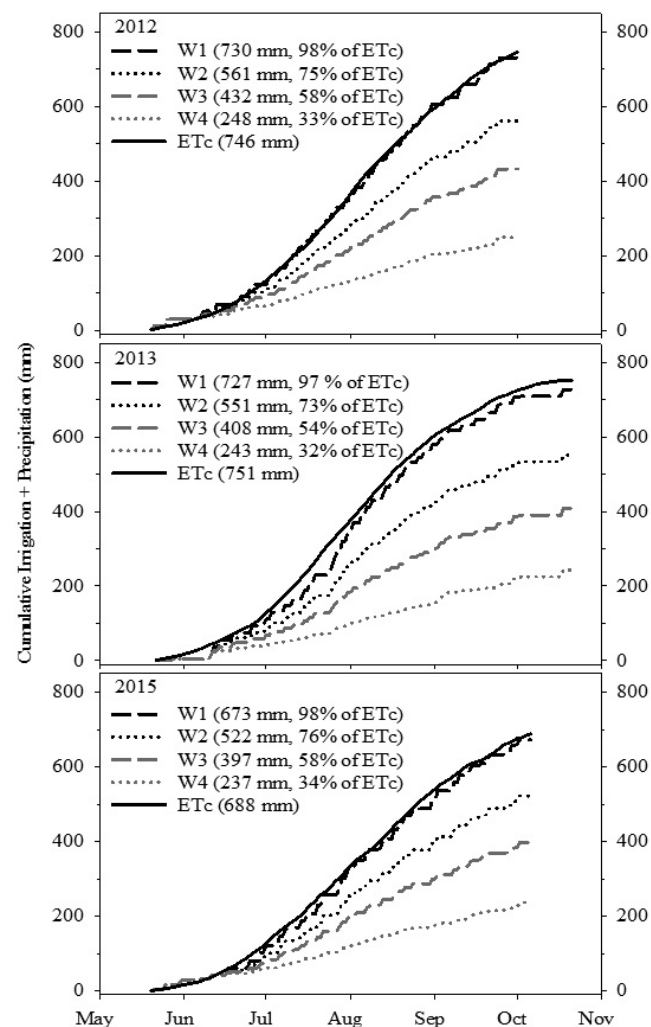 Cumulative Irrigation + Precipitation (mm)
2012
W1 (730 mm, 98% of ETc)
W2 (561 mm, 75% of ETc)
W3 (432 mm, 58% of ETc)
W4 (248 mm, 33% of ETc)
ETc (746 mm)
800 800
600 600
400 400
200 200
0 0
2013
W1 (727 mm, 97 % of ETc)
W2 (551 mm, 73% of ETc)
W3 (408 mm, 54% of ETc)
W4 (243 mm, 32% of ETc)
ETc (751 mm)
800 800
600 600
400 400
200 200
0 0
2015
W1 (673 mm, 98% of ETc)
W2 (522 mm, 76% of ETc)
W3 (397 mm, 58% of ETc)
W4 (237 mm, 34% of ETc)
ETc (688 mm)
800 800
600 600
400 400
200 200
0 0
May Jun Jul Aug Sep Oct Nov